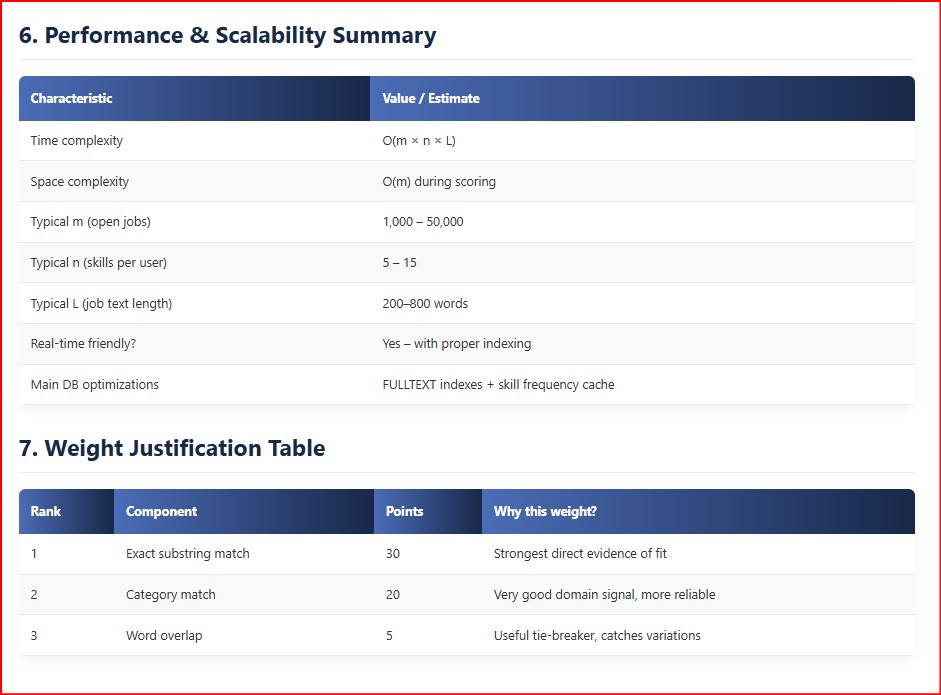 6. Performance & Scalability Summary
Characteristic Value / Estimate
Time complexity O(m × n × L)
Space complexity O(m) during scoring
Typical m (open jobs) 1,000 – 50,000
Typical n (skills per user) 5 – 15
Typical L (job text length) 200–800 words
Real-time friendly? Yes – with proper indexing
Main DB optimizations FULLTEXT indexes + skill frequency cache
7. Weight Justification Table
Rank Component Points Why this weight?
1 Exact substring match 30 Strongest direct evidence of fit
2 Category match 20 Very good domain signal, more reliable
3 Word overlap 5 Useful tie-breaker, catches variations